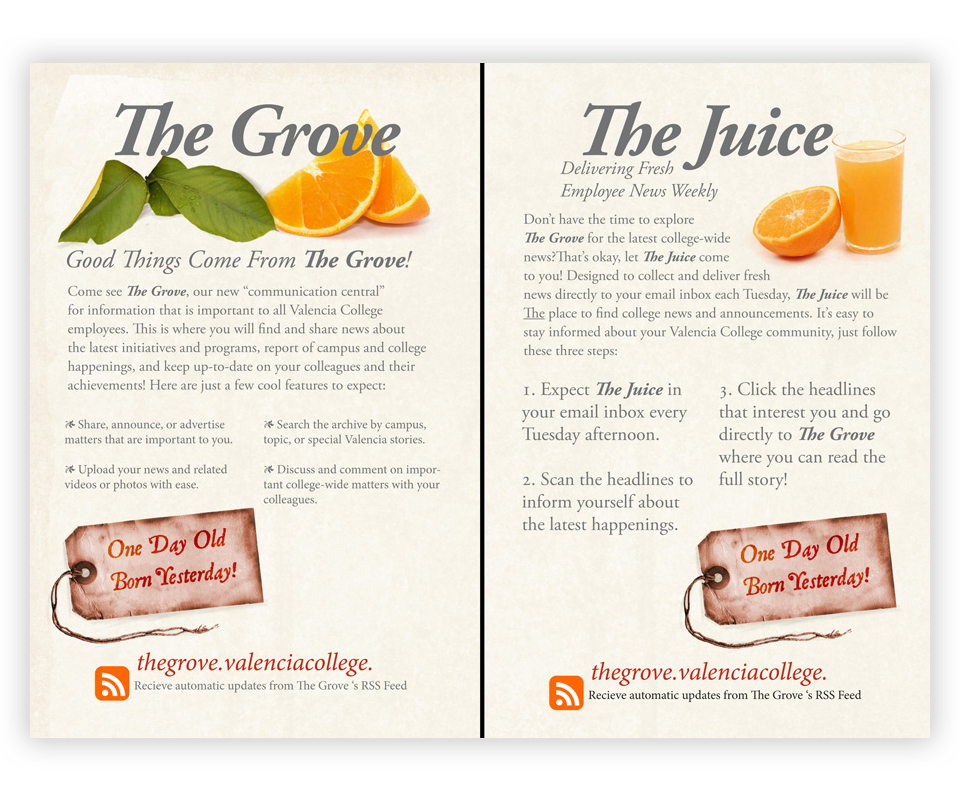 The Grove
Good Things Come From The Grove!
Come see The Grove, our new “communication central”
for information that is important to all Valencia College
employees. This is where you will find and share news about
the latest initiatives and programs, report of campus and college
happenings, and keep up-to-date on your colleagues and their
achievements! Here are just a few cool features to expect:
Share, announce, or advertise
matters that are important to you.
Upload your news and related
videos or photos with ease.
Search the archive by campus,
topic, or special Valencia stories.
Discuss and comment on impor-
tant college-wide matters with your
colleagues.
One Day Old
Born Yesterday!
thegrove.valenciacollege.
Recieve automatic updates from The Grove ‘s RSS Feed
The Juice
Delivering Fresh
Employee News Weekly
Don’t have the time to explore
The Grove for the latest college-wide
news?That’s okay, let The Juice come
to you! Designed to collect and deliver fresh
news directly to your email inbox each Tuesday, The Juice will be
The place to find college news and announcements. It’s easy to
stay informed about your Valencia College community, just follow
these three steps:
1. Expect The Juice in
your email inbox every
Tuesday afternoon.
2. Scan the headlines to
inform yourself about
the latest happenings.
3. Click the headlines
that interest you and go
directly to The Grove
where you can read the
full story!
One Day Old
Born Yesterday!
thegrove.valenciacollege.
Recieve automatic updates from The Grove ‘s RSS Feed